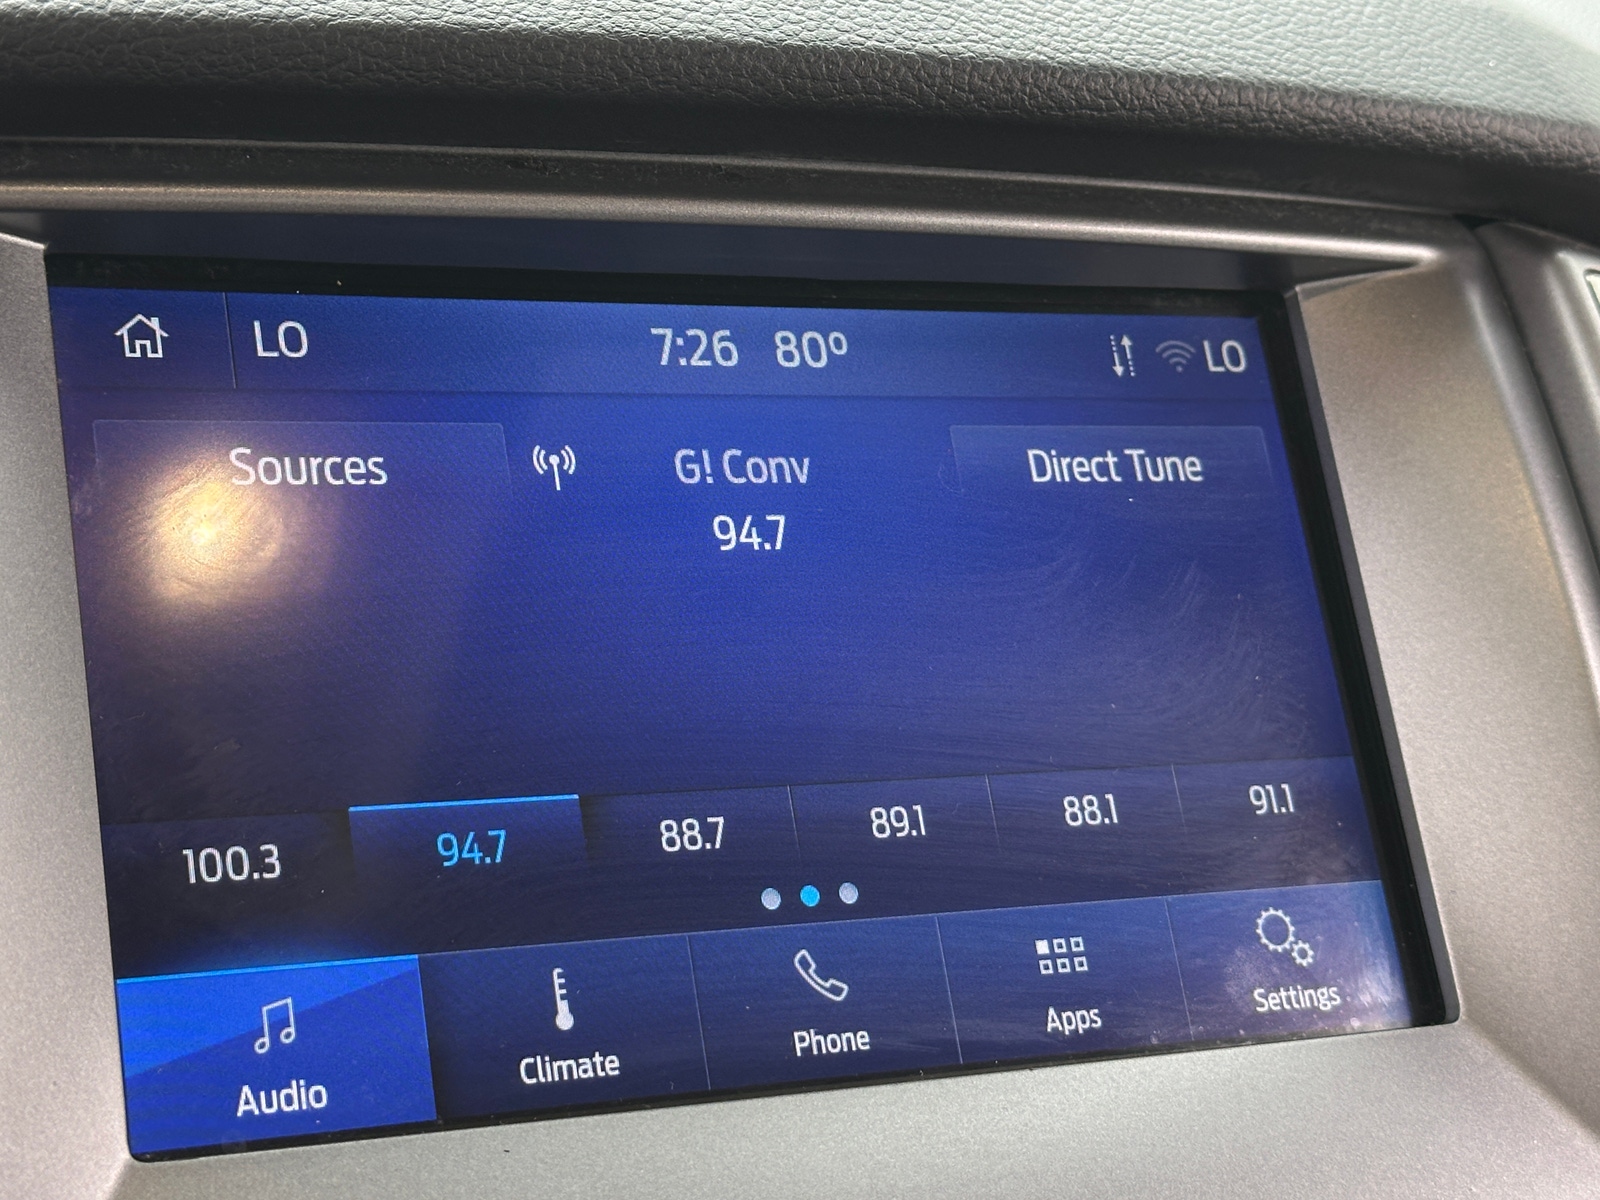 LO 7:26 80º LO
Sources G! Conv Direct Tune
94.7
100.3 94.7 88.7 89.1 88.1 91.1
Audio Climate Phone Apps Settings